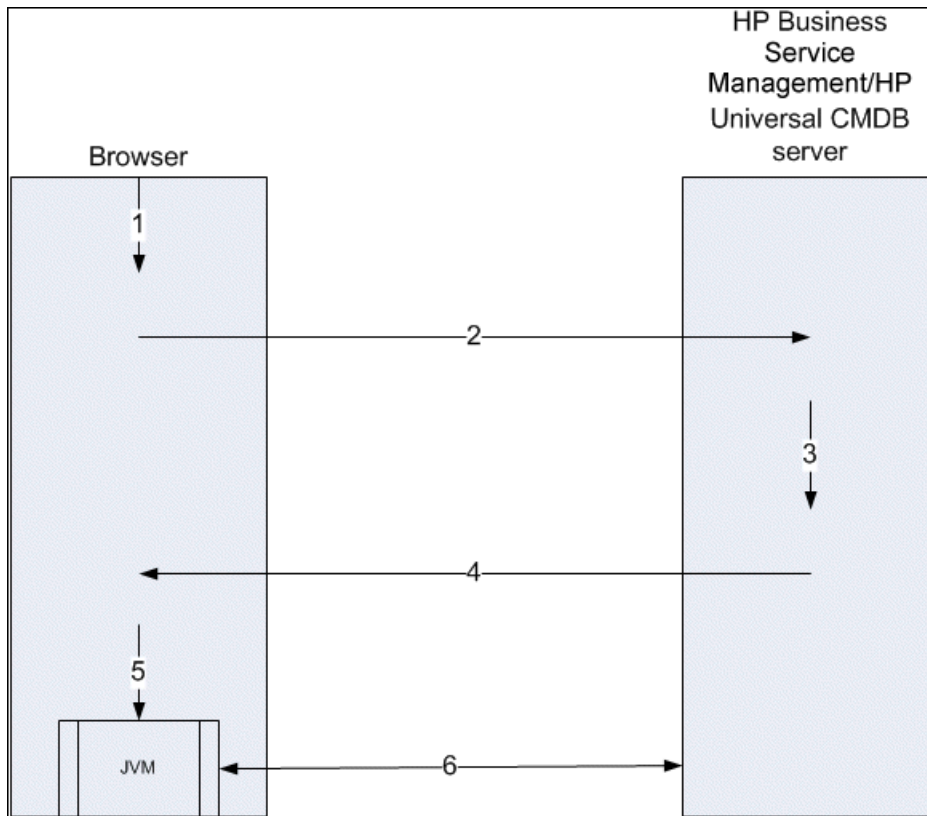 HP Business
Service
Management/HP
Universal CMDB
server
Browser
1
2
3
4
5
JVM
6